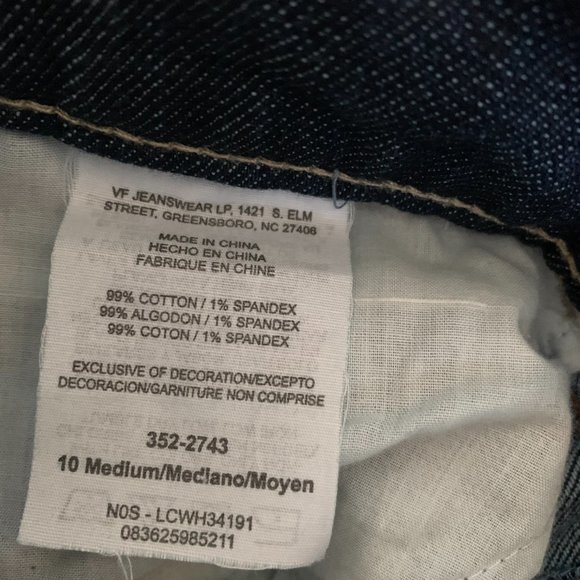 VF JEANSWEAR LP, 1421 S. ELM
STREET, GREENSBORO, NC 27406
MADE IN CHINA
HECHO EN CHINA
FABRIQUE EN CHINE
99% COTTON / 1% SPANDEX
99% ALGODON / 1% SPANDEX
99% COTON / 1% SPANDEX
EXCLUSIVE OF DECORATION/EXCEPTO
DECORACION/GARNITURE NON COMPRISE
352-2743
10 Medium/Mediano/Moyen
N0S - LCWH34191
083625985211